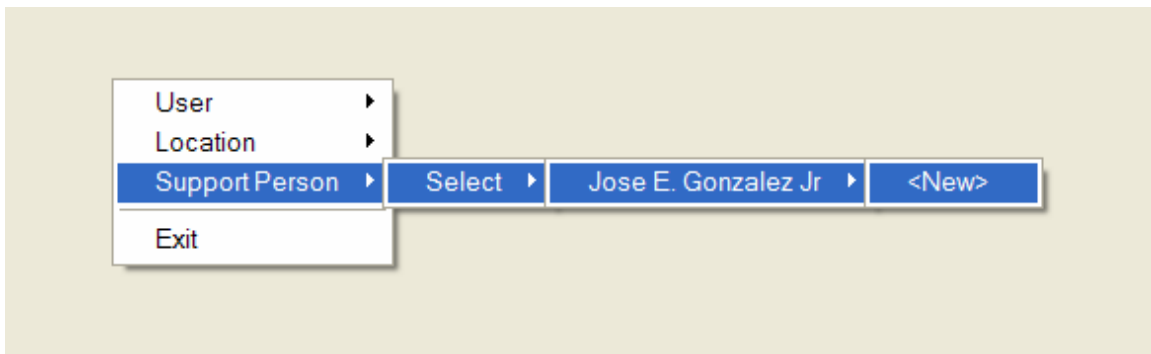 User
Location
Support Person Select Jose E. Gonzalez Jr <New>
Exit